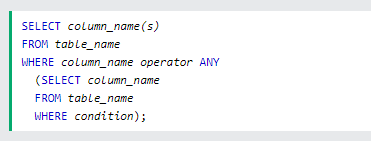 SELECT column_name(s)
FROM table_name
WHERE column_name operator ANY
(SELECT column_name
FROM table_name
WHERE condition);